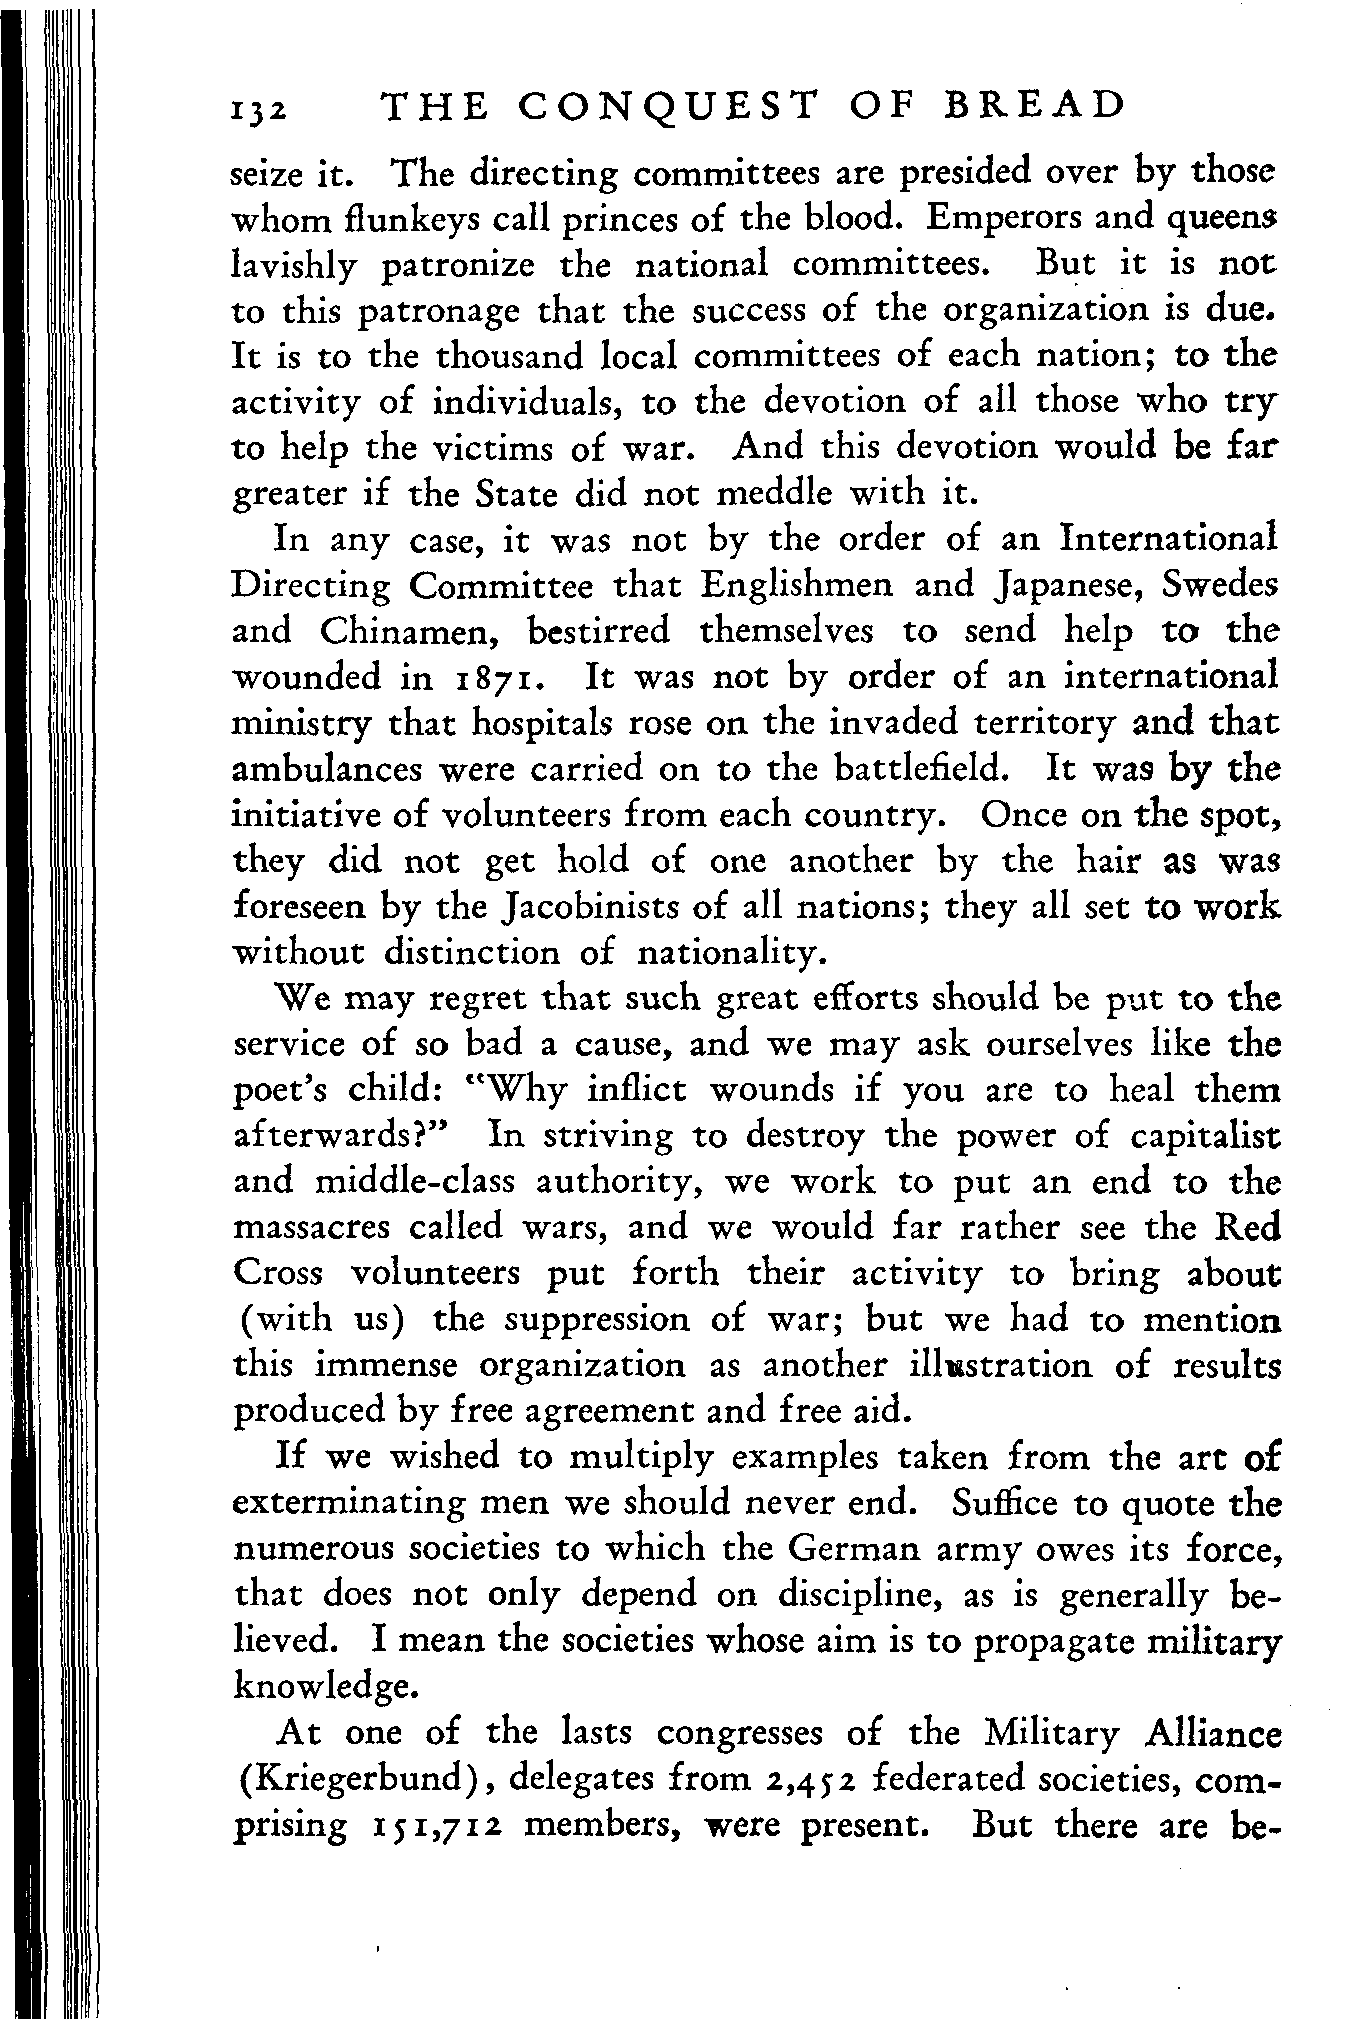 132 THE CONQUEST OF BREAD
seize it. The directing committees are presided over by those
whom flunkeys call princes of the blood. Emperors and queens
lavishly patronize the national committees. But it is not
to this patronage that the success of the organization is due.
It is to the thousand local committees of each nation; to the
activity of individuals, to the devotion of all those who try
to help the victims of war. And this devotion would be far
greater if the State did not meddle with it.
In any case, it was not by the order of an International
Directing Committee that Englishmen and Japanese, Swedes
and Chinamen, bestirred themselves to send help to the
wounded in 1871. It was not by order of an international
ministry that hospitals rose on the invaded territory and that
ambulances were carried on to the battlefield. It was by the
initiative of volunteers from each country. Once on the spot,
they did not get hold of one another by the hair as was
foreseen by the Jacobinists of all nations; they all set to work
without distinction of nationality.
We may regret that such great efforts should be put to the
service of so bad a cause, and we may ask ourselves like the
poet's child: "Why inflict wounds if you are to heal them
afterwards?" In striving to destroy the power of capitalist
and middle-class authority, we work to put an end to the
massacres called wars, and we would far rather see the Red
Cross volunteers put forth their activity to bring about
(with us) the suppression of war; but we had to mention
this immense organization as another illustration of results
produced by free agreement and free aid.
If we wished to multiply examples taken from the art of
exterminating men we should never end. Suffice to quote the
numerous societies to which the German army owes its force,
that does not only depend on discipline, as is generally be-
lieved. I mean the societies whose aim is to propagate military
knowledge.
At one of the lasts congresses of the Military Alliance
(Kriegerbund), delegates from 2,452 federated societies, com-
prising 151,712 members, were present. But there are be-